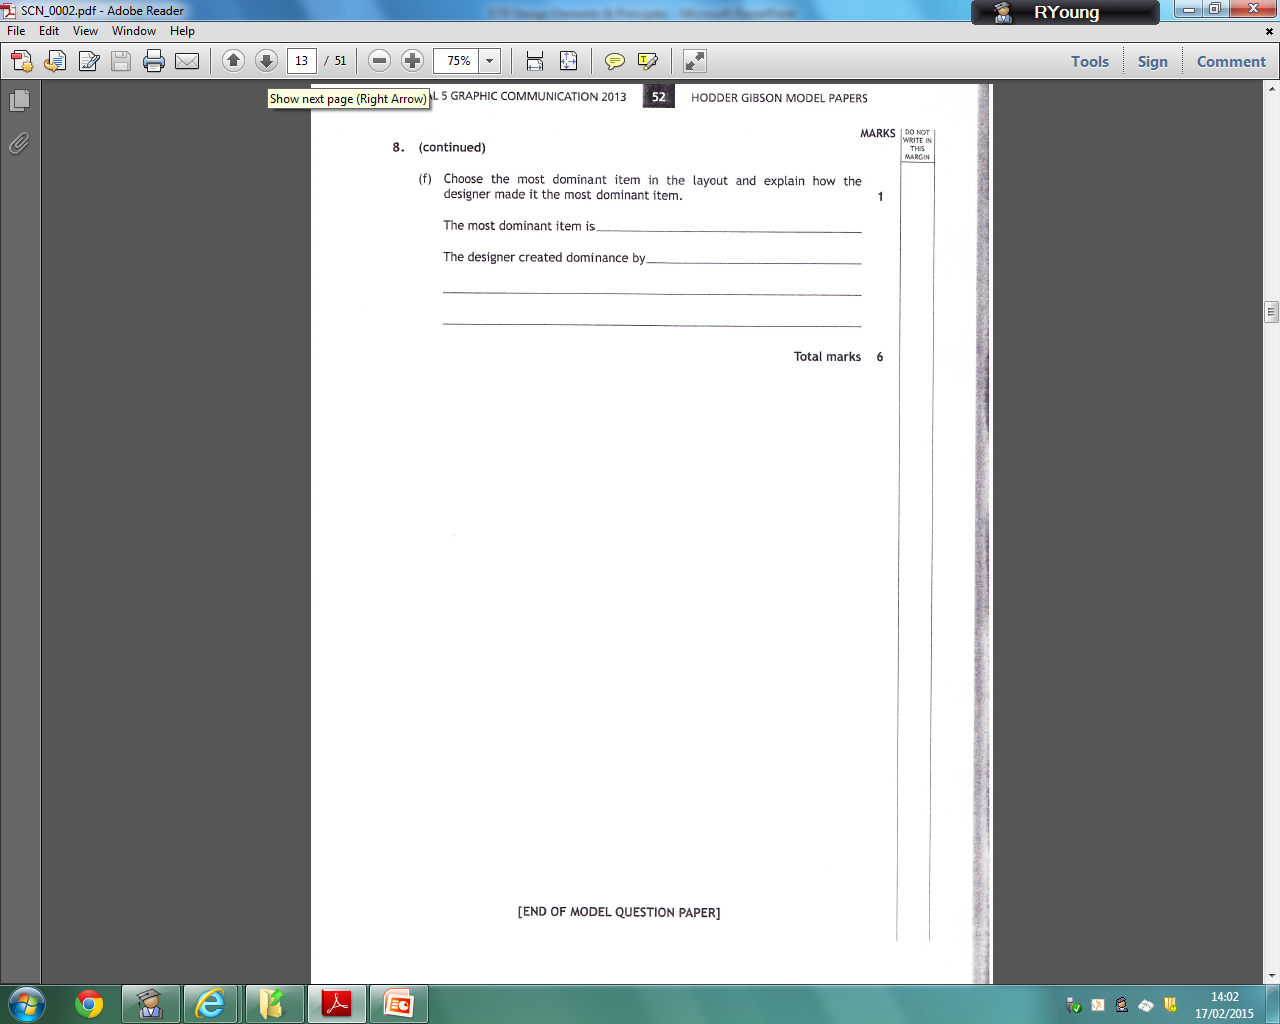 SCN_0002.pdf - Adobe Reader
RYoung
File Edit View Window Help
13 / 51 75% Tools Sign Comment
Show next page (Right Arrow)
AL 5 GRAPHIC COMMUNICATION 2013 52 HODDER GIBSON MODEL PAPERS
MARKS
DO NOT
WRITE IN
THIS
MARGIN
8. (continued)
(f) Choose the most dominant item in the layout and explain how the
designer made it the most dominant item. 1
The most dominant item is
The designer created dominance by
Total marks 6
[END OF MODEL QUESTION PAPER]
14:02
17/02/2015